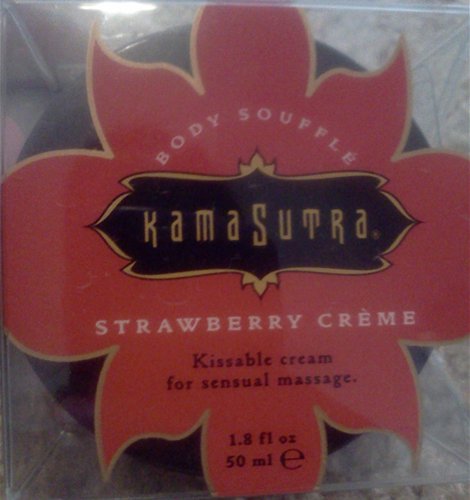 BODY SOUFFLÉ
KAMASUTRA®
STRAWBERRY CRÈME
Kissable cream
for sensual massage.
1.8 fl oz
50 ml ℮